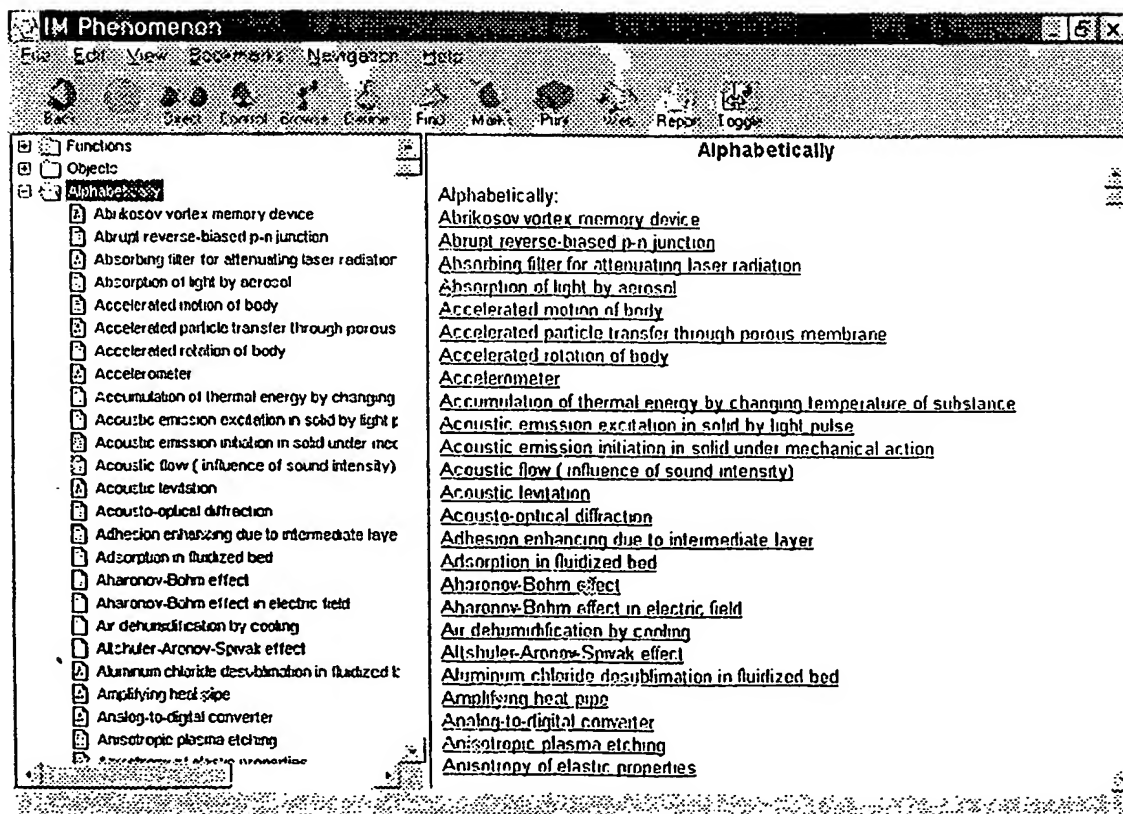 IM Phenomenon
File Edit View Bookmarks Navigation Help
Back Direct Control Browse Define Find Marks Print Web Report Toggle
Functions
Objects
Alphabetically
Abrikosov vortex memory device
Abrupt reverse-biased p-n junction
Absorbing filter for attenuating laser radiation
Absorption of light by aerosol
Accelerated motion of body
Accelerated particle transfer through porous
Accelerated rotation of body
Accelerometer
Accumulation of thermal energy by changing
Acoustic emission excitation in solid by light p
Acoustic emission initiation in solid under mec
Acoustic flow ( influence of sound intensity)
Acoustic levitation
Acousto-optical diffraction
Adhesion enhancing due to intermediate laye
Adsorption in fluidized bed
Aharonov-Bohm effect
Aharonov-Bohm effect in electric field
Air dehumidification by cooling
Altshuler-Aronov-Spivak effect
Aluminum chloride desublimation in fluidized b
Amplifying heat pipe
Analog-to-digital converter
Anisotropic plasma etching
Anisotropy of elastic properties
Alphabetically
Alphabetically:
Abrikosov vortex memory device
Abrupt reverse-biased p-n junction
Absorbing filter for attenuating laser radiation
Absorption of light by aerosol
Accelerated motion of body
Accelerated particle transfer through porous membrane
Accelerated rotation of body
Accelerometer
Accumulation of thermal energy by changing temperature of substance
Acoustic emission excitation in solid by light pulse
Acoustic emission initiation in solid under mechanical action
Acoustic flow ( influence of sound intensity)
Acoustic levitation
Acousto-optical diffraction
Adhesion enhancing due to intermediate layer
Adsorption in fluidized bed
Aharonov-Bohm effect
Aharonov-Bohm effect in electric field
Air dehumidification by cooling
Altshuler-Aronov-Spivak effect
Aluminum chloride desublimation in fluidized bed
Amplifying heat pipe
Analog-to-digital converter
Anisotropic plasma etching
Anisotropy of elastic properties